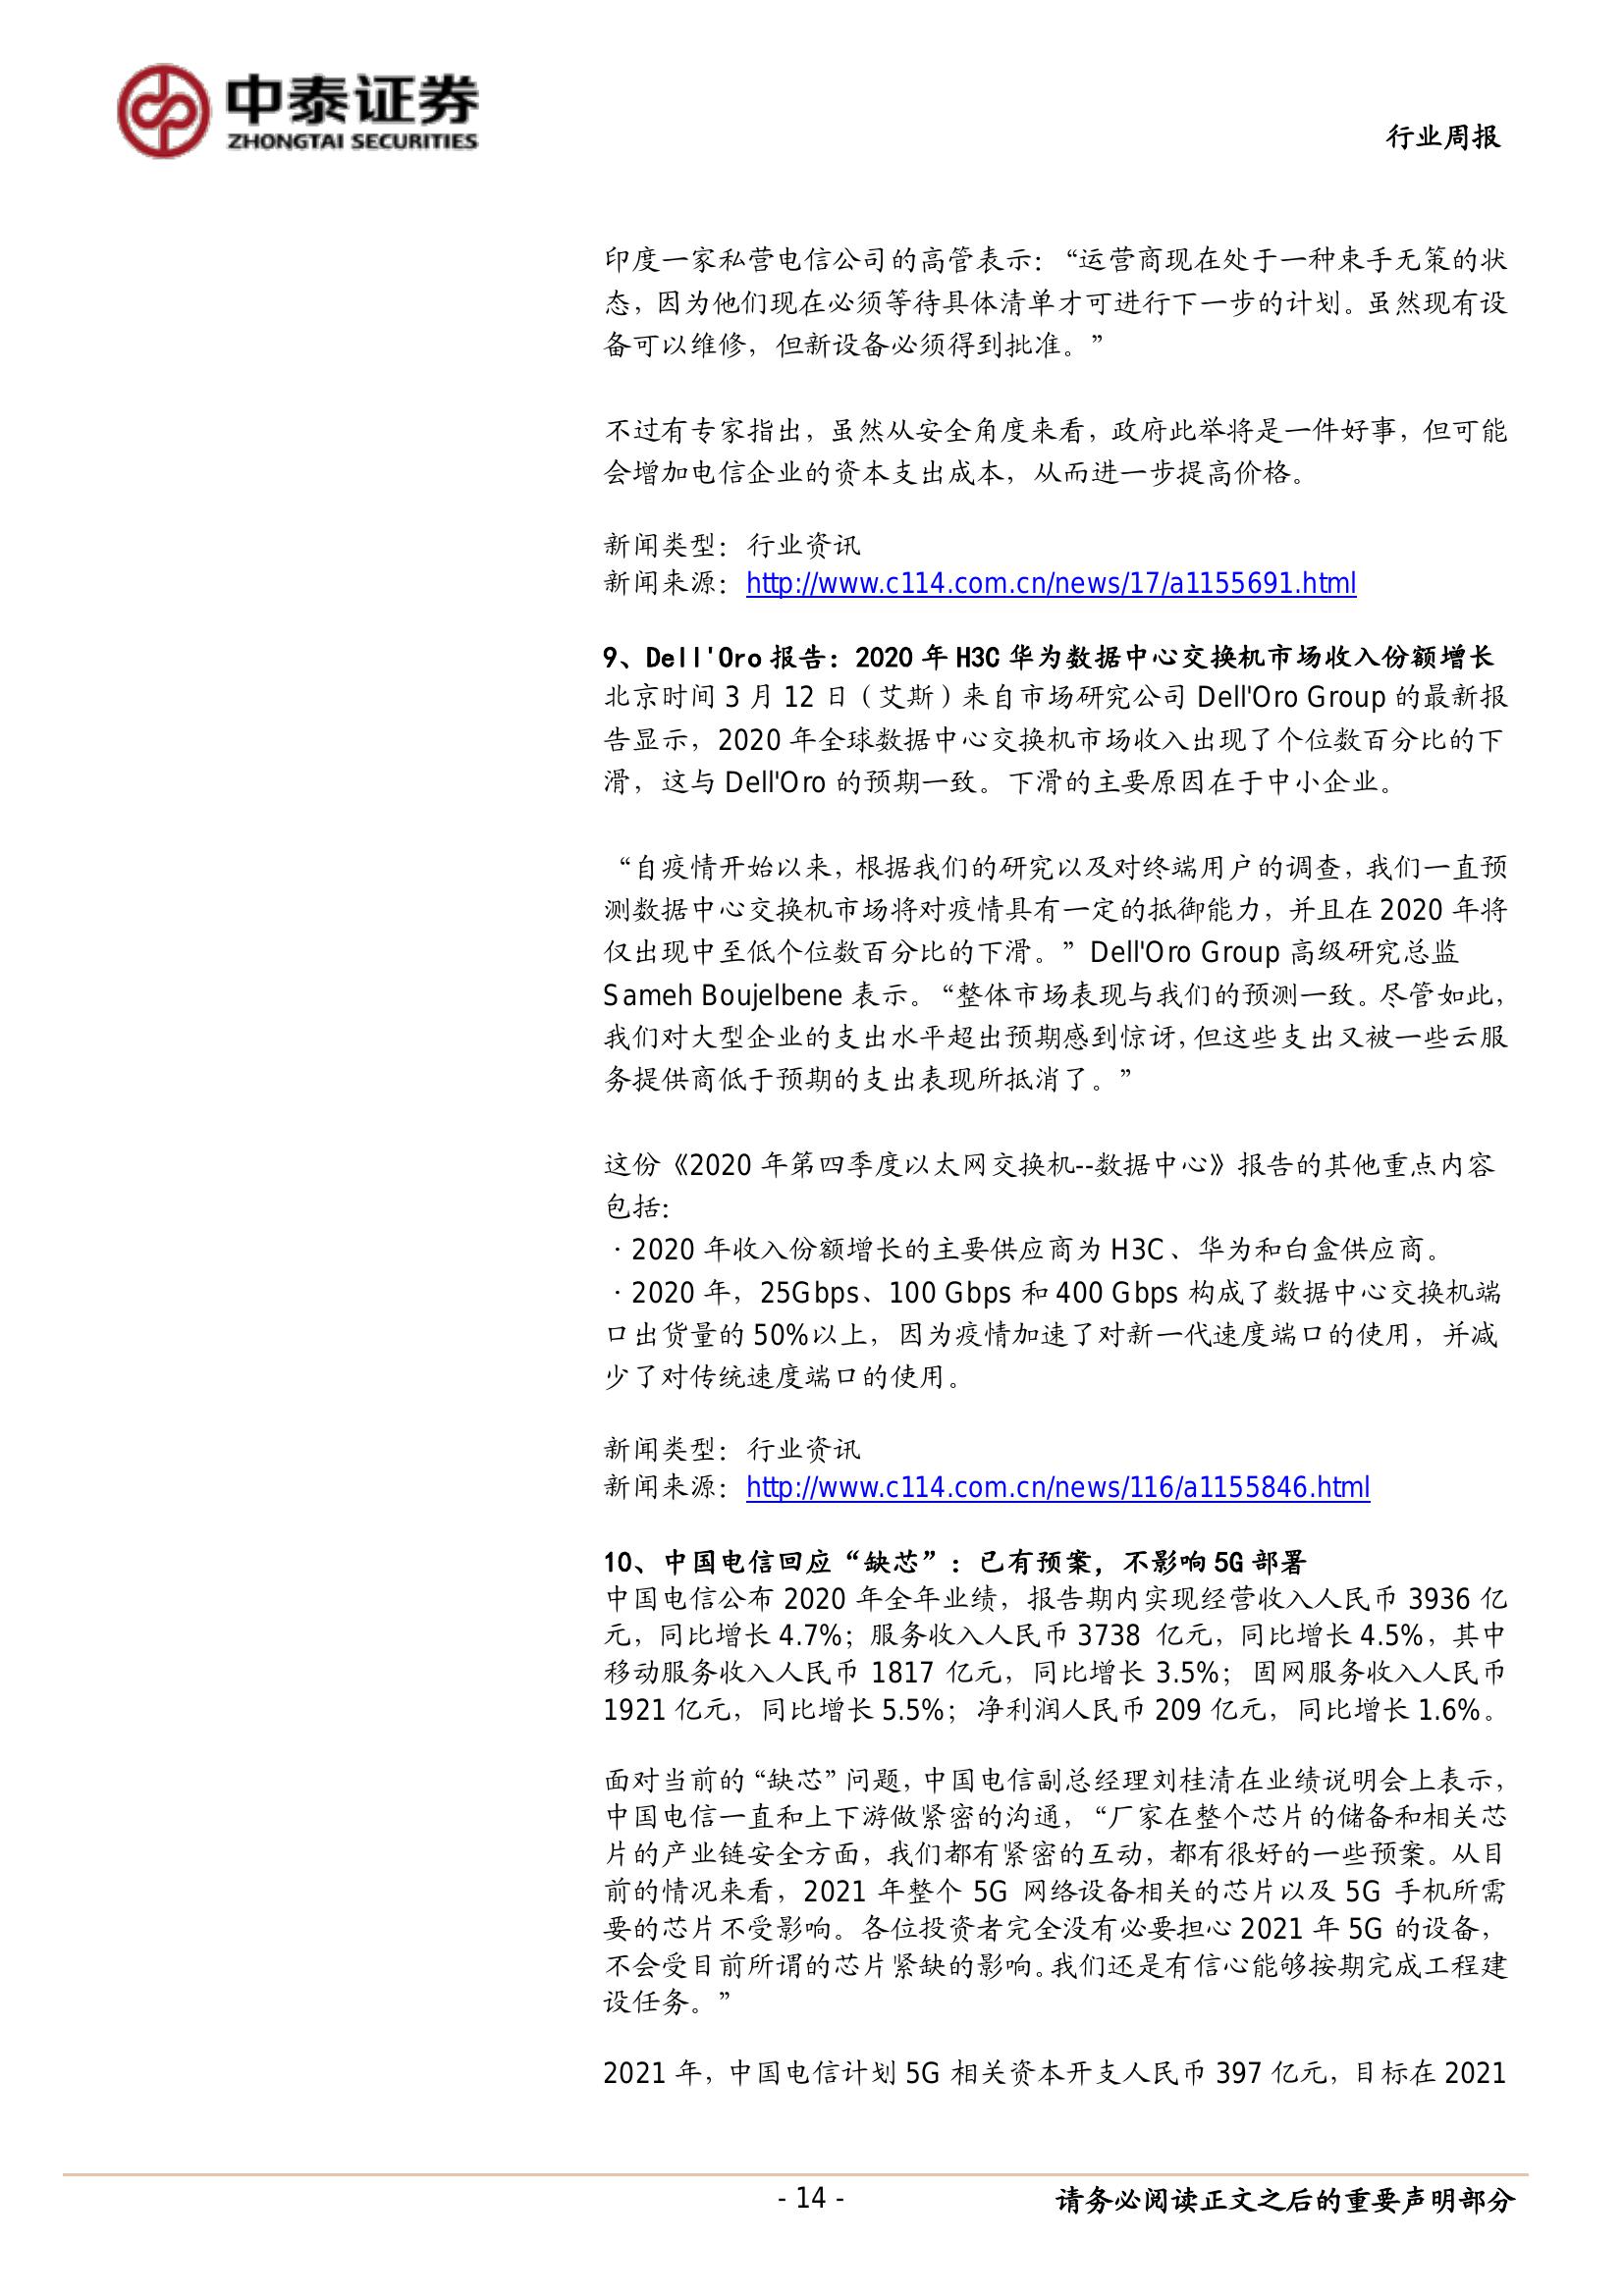 中泰证券
ZHONGTAI SECURITIES
行业周报
印度一家私营电信公司的高管表示：“运营商现在处于一种束手无策的状
态，因为他们现在必须等待具体清单才可进行下一步的计划。虽然现有设
备可以维修，但新设备必须得到批准。”
不过有专家指出，虽然从安全角度来看，政府此举将是一件好事，但可能
会增加电信企业的资本支出成本，从而进一步提高价格。
新闻类型：行业资讯
新闻来源：http://www.c114.com.cn/news/17/a1155691.html
9、Dell'Oro 报告：2020 年 H3C 华为数据中心交换机市场收入份额增长
北京时间 3 月 12 日（艾斯）来自市场研究公司 Dell'Oro Group 的最新报
告显示，2020 年全球数据中心交换机市场收入出现了个位数百分比的下
滑，这与 Dell'Oro 的预期一致。下滑的主要原因在于中小企业。
“自疫情开始以来，根据我们的研究以及对终端用户的调查，我们一直预
测数据中心交换机市场将对疫情具有一定的抵御能力，并且在 2020 年将
仅出现中至低个位数百分比的下滑。”Dell'Oro Group 高级研究总监
Sameh Boujelbene 表示。“整体市场表现与我们的预测一致。尽管如此，
我们对大型企业的支出水平超出预期感到惊讶，但这些支出又被一些云服
务提供商低于预期的支出表现所抵消了。”
这份《2020 年第四季度以太网交换机--数据中心》报告的其他重点内容
包括：
·2020 年收入份额增长的主要供应商为 H3C、华为和白盒供应商。
·2020 年，25Gbps、100 Gbps 和 400 Gbps 构成了数据中心交换机端
口出货量的 50%以上，因为疫情加速了对新一代速度端口的使用，并减
少了对传统速度端口的使用。
新闻类型：行业资讯
新闻来源：http://www.c114.com.cn/news/116/a1155846.html
10、中国电信回应“缺芯”：已有预案，不影响 5G 部署
中国电信公布 2020 年全年业绩，报告期内实现经营收入人民币 3936 亿
元，同比增长 4.7%；服务收入人民币 3738 亿元，同比增长 4.5%，其中
移动服务收入人民币 1817 亿元，同比增长 3.5%；固网服务收入人民币
1921 亿元，同比增长 5.5%；净利润人民币 209 亿元，同比增长 1.6%。
面对当前的“缺芯”问题，中国电信副总经理刘桂清在业绩说明会上表示，
中国电信一直和上下游做紧密的沟通，“厂家在整个芯片的储备和相关芯
片的产业链安全方面，我们都有紧密的互动，都有很好的一些预案。从目
前的情况来看，2021 年整个 5G 网络设备相关的芯片以及 5G 手机所需
要的芯片不受影响。各位投资者完全没有必要担心 2021 年 5G 的设备，
不会受目前所谓的芯片紧缺的影响。我们还是有信心能够按期完成工程建
设任务。”
2021 年，中国电信计划 5G 相关资本开支人民币 397 亿元，目标在 2021
- 14 -
请务必阅读正文之后的重要声明部分